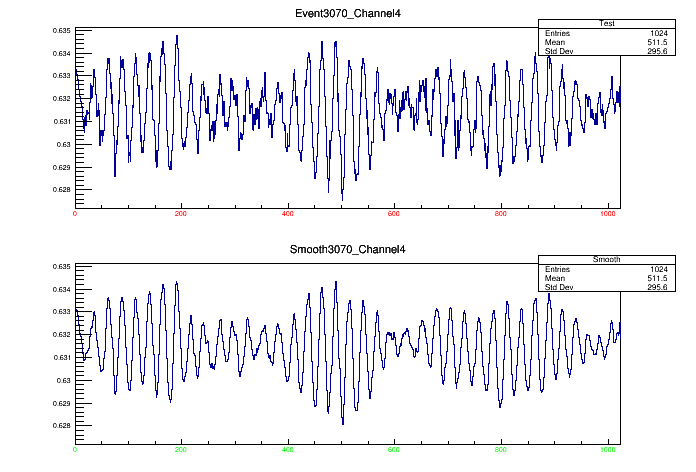 Event3070_Channel4
Test
Entries 1024
Mean 511.5
Std Dev 295.6
0.635
0.634
0.633
0.632
0.631
0.63
0.629
0.628
0 200 400 600 800 1000
Smooth3070_Channel4
Smooth
Entries 1024
Mean 511.5
Std Dev 295.6
0.635
0.634
0.633
0.632
0.631
0.63
0.629
0.628
0 200 400 600 800 1000